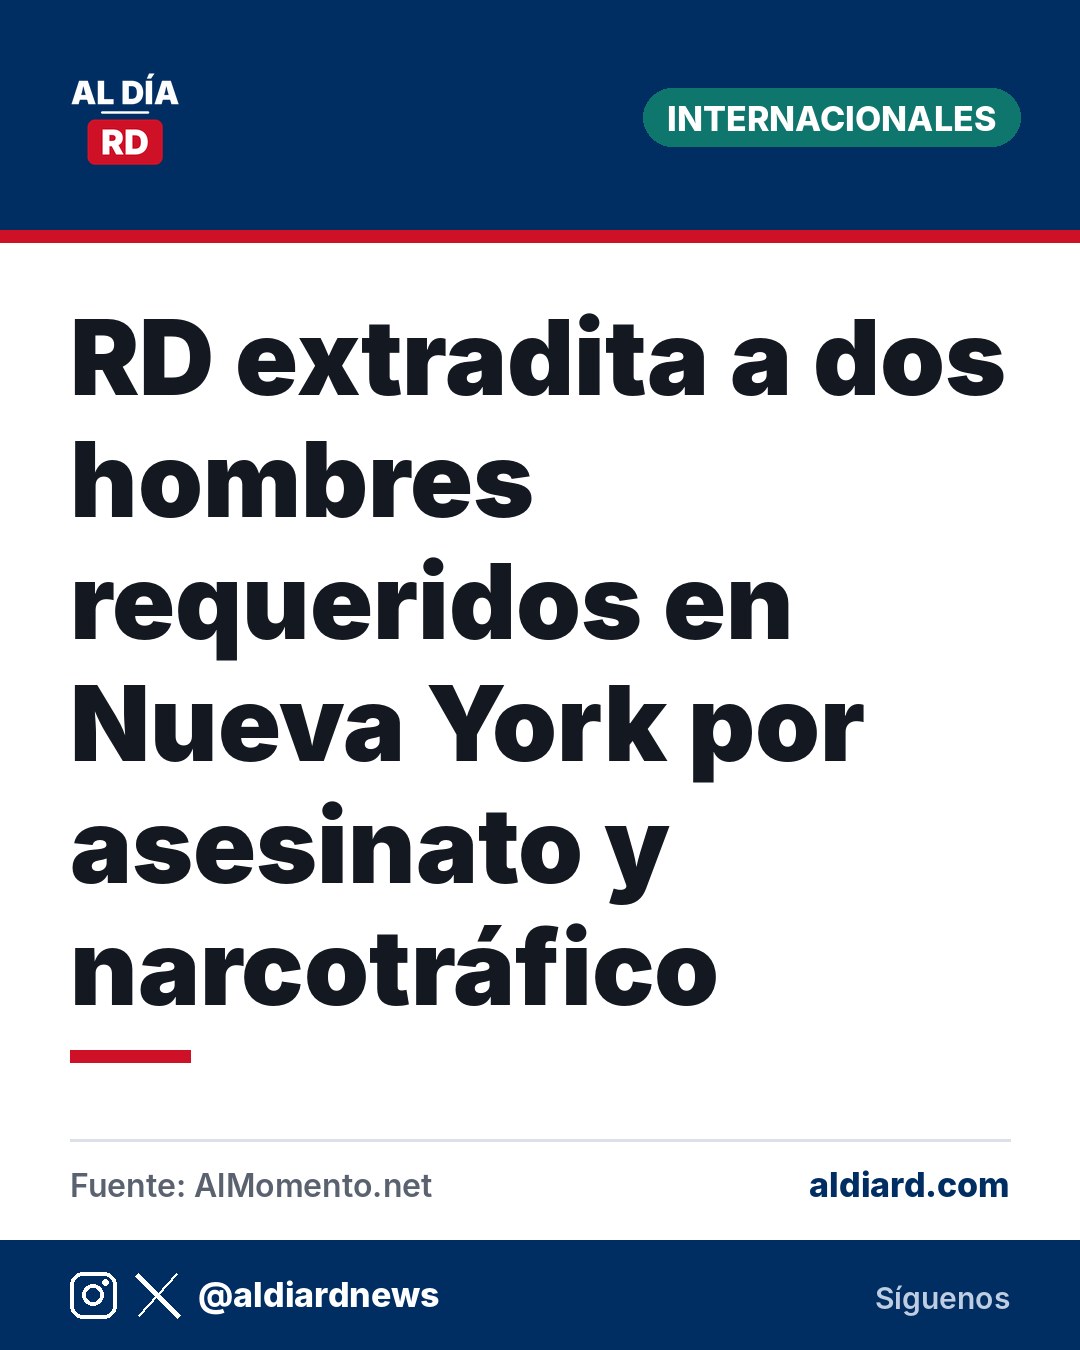 AL DÍA
RD
INTERNACIONALES
RD extradita a dos
hombres
requeridos en
Nueva York por
asesinato y
narcotráfico
Fuente: AlMomento.net
aldiard.com
@aldiardnews
Síguenos